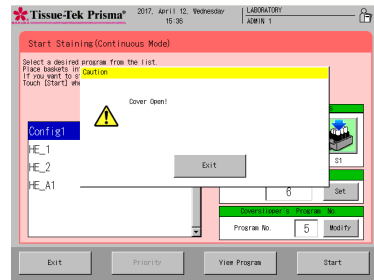 Tissue-Tek Prisma®
2017, April 12, Wednesday
15:36
LABORATORY
ADMIN 1
Start Staining(Continuous Mode)
Select a desired program from the list.
Place baskets in
If you want to s
Touch [Start] whe
Caution
Cover Open!
Exit
Config1
HE_1
HE_2
HE_A1
S1
6
Set
Coverslipper's Program No.
Program No.
5
Modify
Exit
Priority
View Program
Start